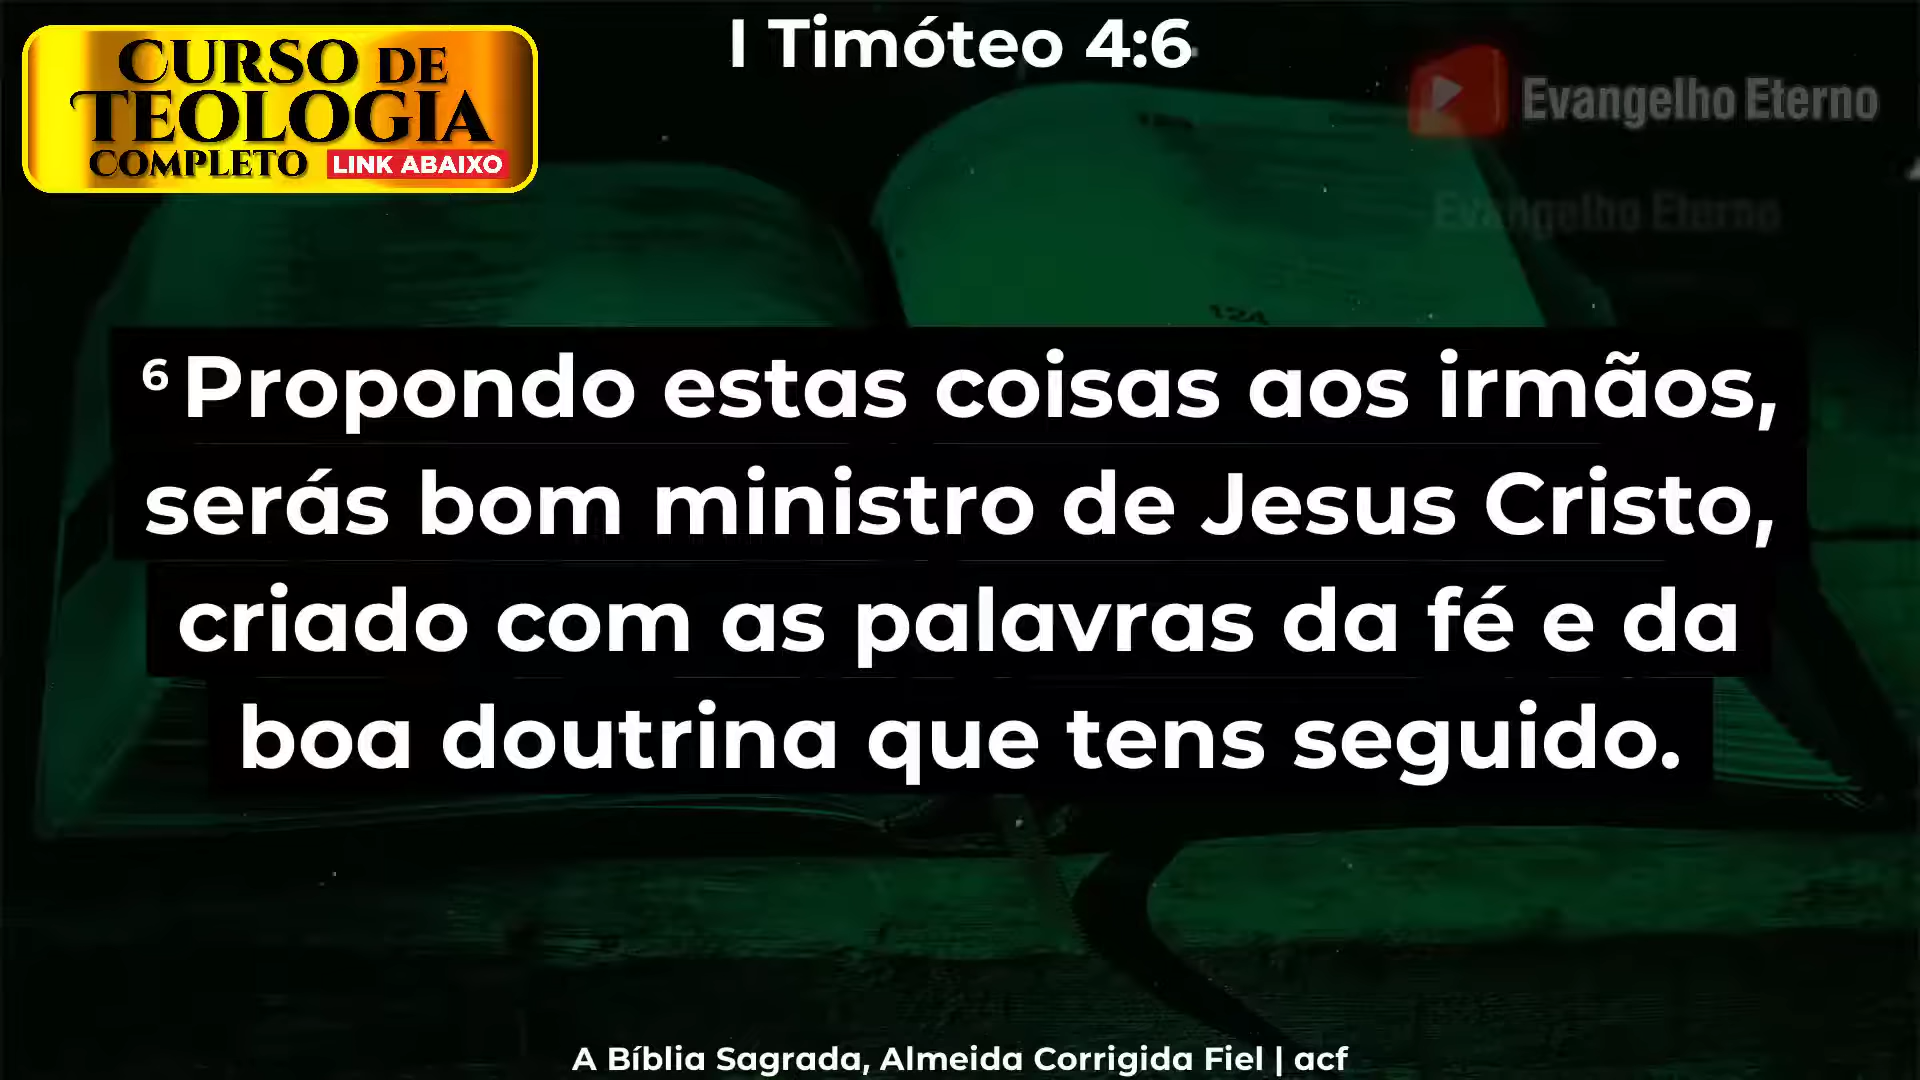 I Timóteo 4:6
CURSO DE
TEOLOGIA
COMPLETO LINK ABAIXO
Evangelho Eterno
Evangelho Eterno
124
6 Propondo estas coisas aos irmãos,
serás bom ministro de Jesus Cristo,
criado com as palavras da fé e da
boa doutrina que tens seguido.
A Bíblia Sagrada, Almeida Corrigida Fiel | acf